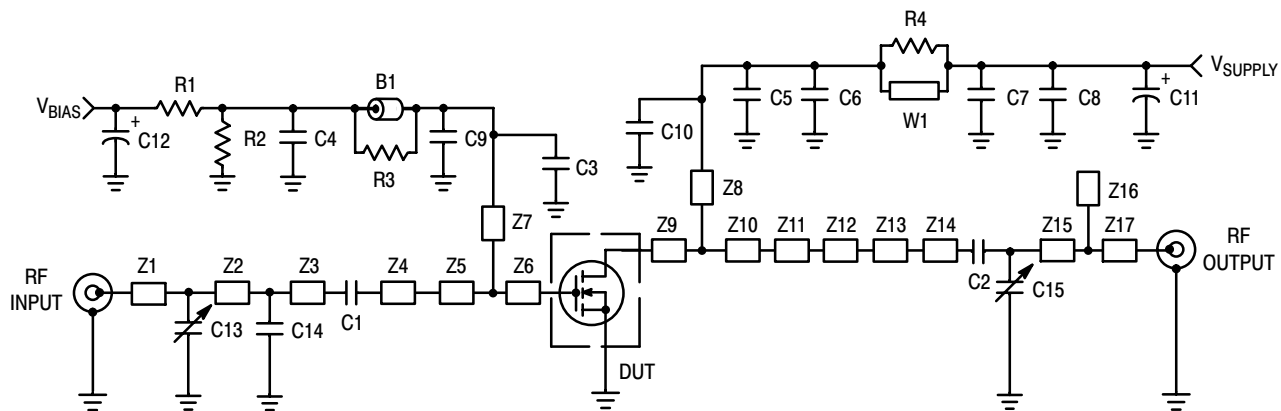 R4
VSUPPLY
B1
R1
VBIAS
+
C12
R2
C4
R3
C9
C3
C10
C5
C6
W1
C7
C8
+
C11
Z7
Z8
Z16
Z9
Z10
Z11
Z12
Z13
Z14
Z15
Z17
RF
OUTPUT
C2
C15
RF
INPUT
Z1
Z2
Z3
Z4
Z5
Z6
C13
C14
C1
DUT